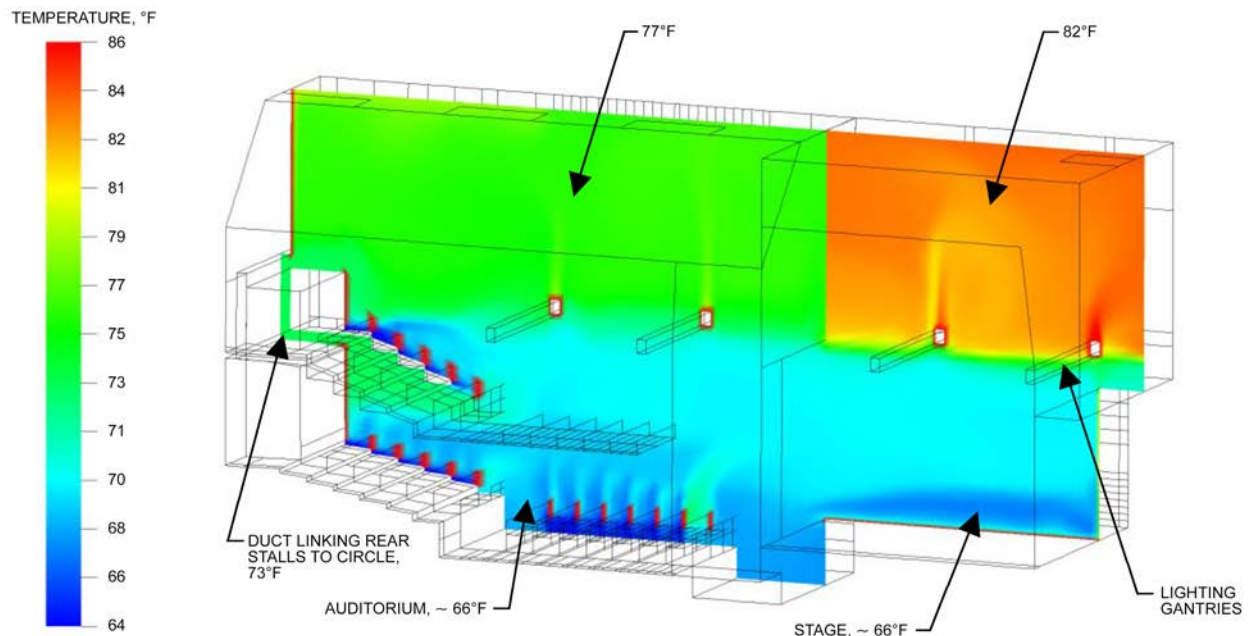 TEMPERATURE, °F
86
84
82
81
79
77
75
73
71
70
68
66
64
77°F
82°F
DUCT LINKING REAR
STALLS TO CIRCLE,
73°F
AUDITORIUM, ~ 66°F
STAGE, ~ 66°F
LIGHTING
GANTRIES